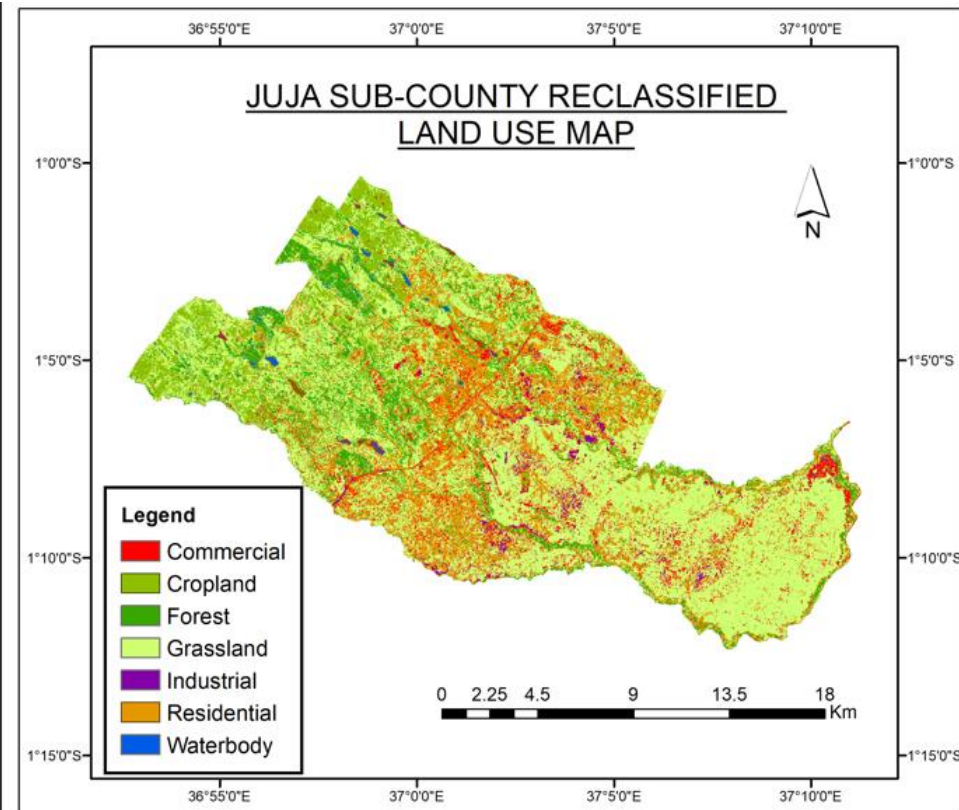 36°55'0"E 37°0'0"E 37°5'0"E 37°10'0"E
JUJA SUB-COUNTY RECLASSIFIED
LAND USE MAP
1°0'0"S 1°0'0"S
N
1°5'0"S 1°5'0"S
Legend
Commercial
1°10'0"S 1°10'0"S
Cropland
Forest
Grassland
Industrial
0 2.25 4.5 9 13.5 18
Residential
Km
Waterbody
1°15'0"S 1°15'0"S
36°55'0"E 37°0'0"E 37°5'0"E 37°10'0"E